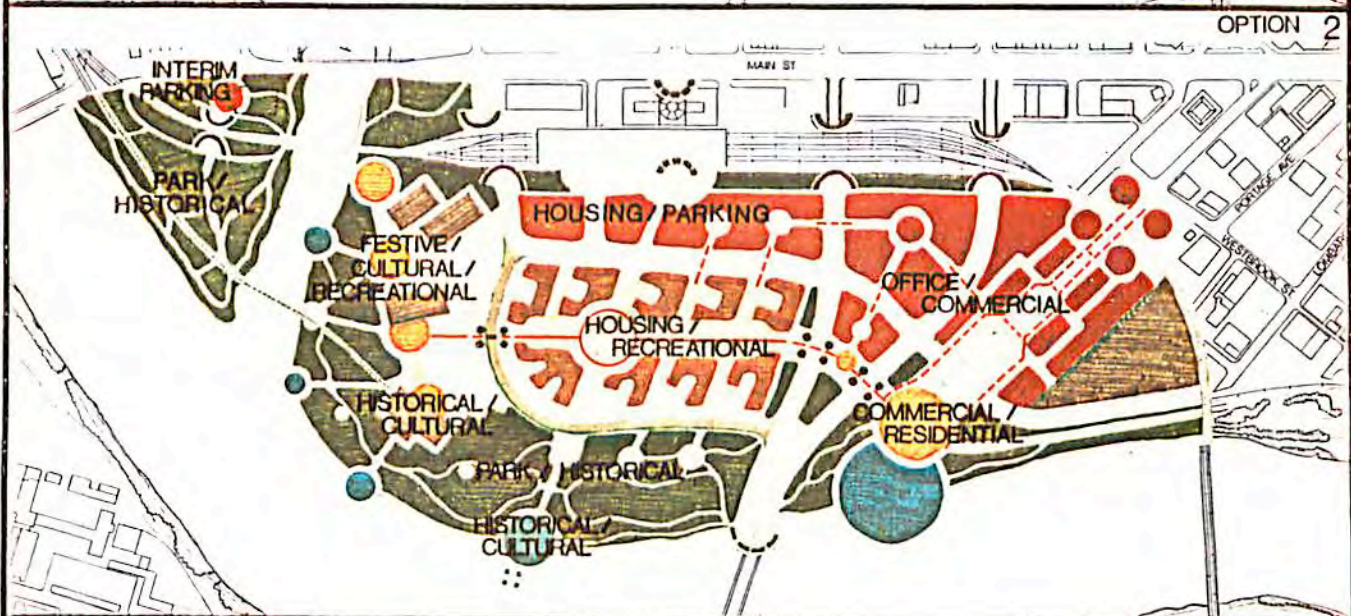 OPTION 2
MAIN ST
INTERIM
PARKING
PARK/
HISTORICAL
HOUSING/PARKING
PORTAGE AVE
WESTBROOK ST
FESTIVE/
CULTURAL/
RECREATIONAL
OFFICE/
COMMERCIAL
HOUSING/
RECREATIONAL
HISTORICAL/
CULTURAL
COMMERCIAL/
RESIDENTIAL
PARK/HISTORICAL
HISTORICAL/
CULTURAL